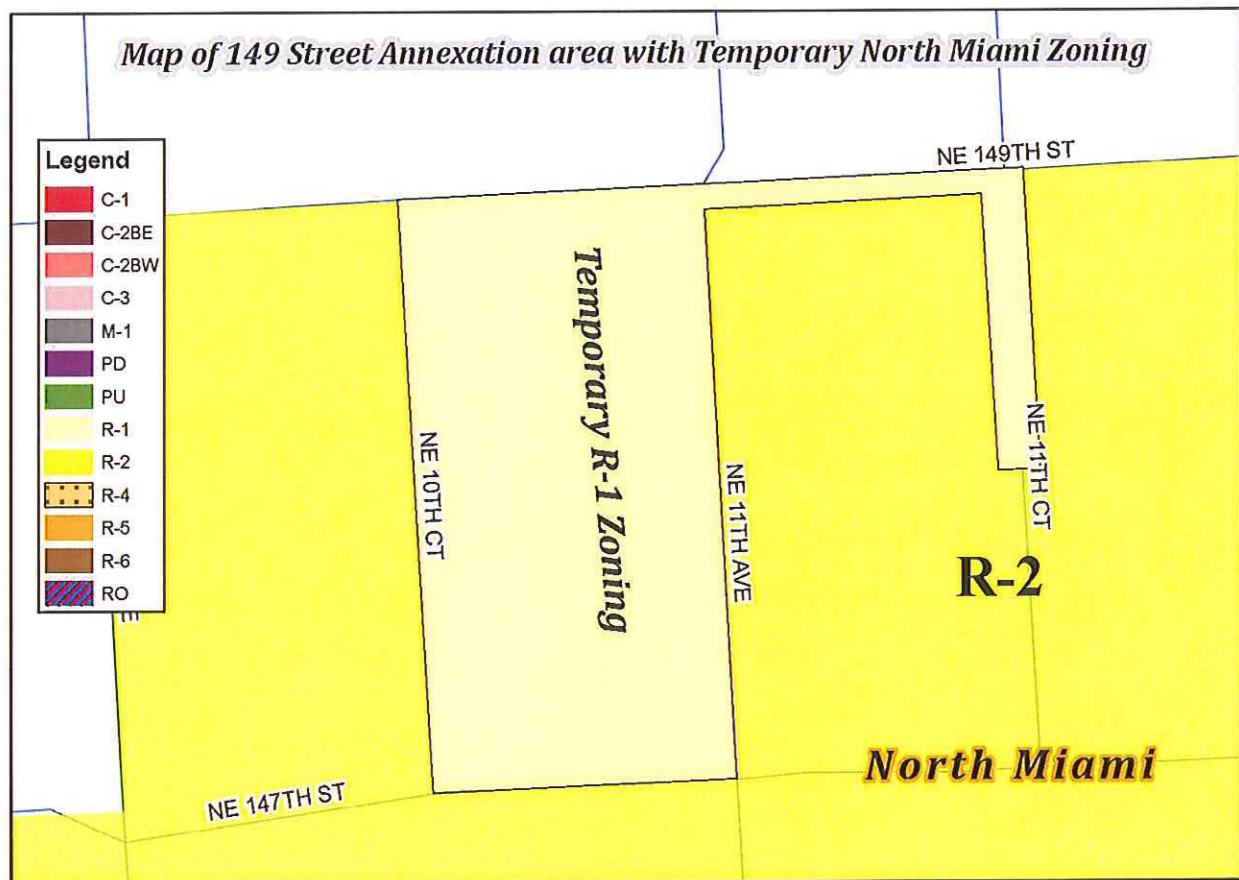 Map of 149 Street Annexation area with Temporary North Miami Zoning
NE 149TH ST
Legend
C-1
C-2BE
C-2BW
C-3
M-1
PD
PU
R-1
R-2
R-4
R-5
R-6
RO
E
NE 10TH CT
Temporary R-1 Zoning
NE 11TH AVE
NE 11TH CT
R-2
North Miami
NE 147TH ST